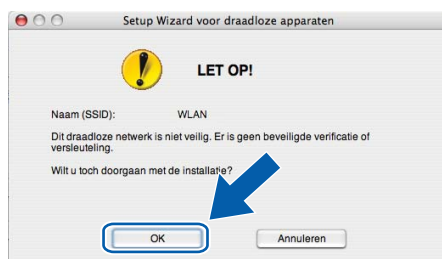 Setup Wizard voor draadloze apparaten
LET OP!
Naam (SSID): WLAN
Dit draadloze netwerk is niet veilig. Er is geen beveiligde verificatie of
versleuteling.
Wilt u toch doorgaan met de installatie?
OK Annuleren